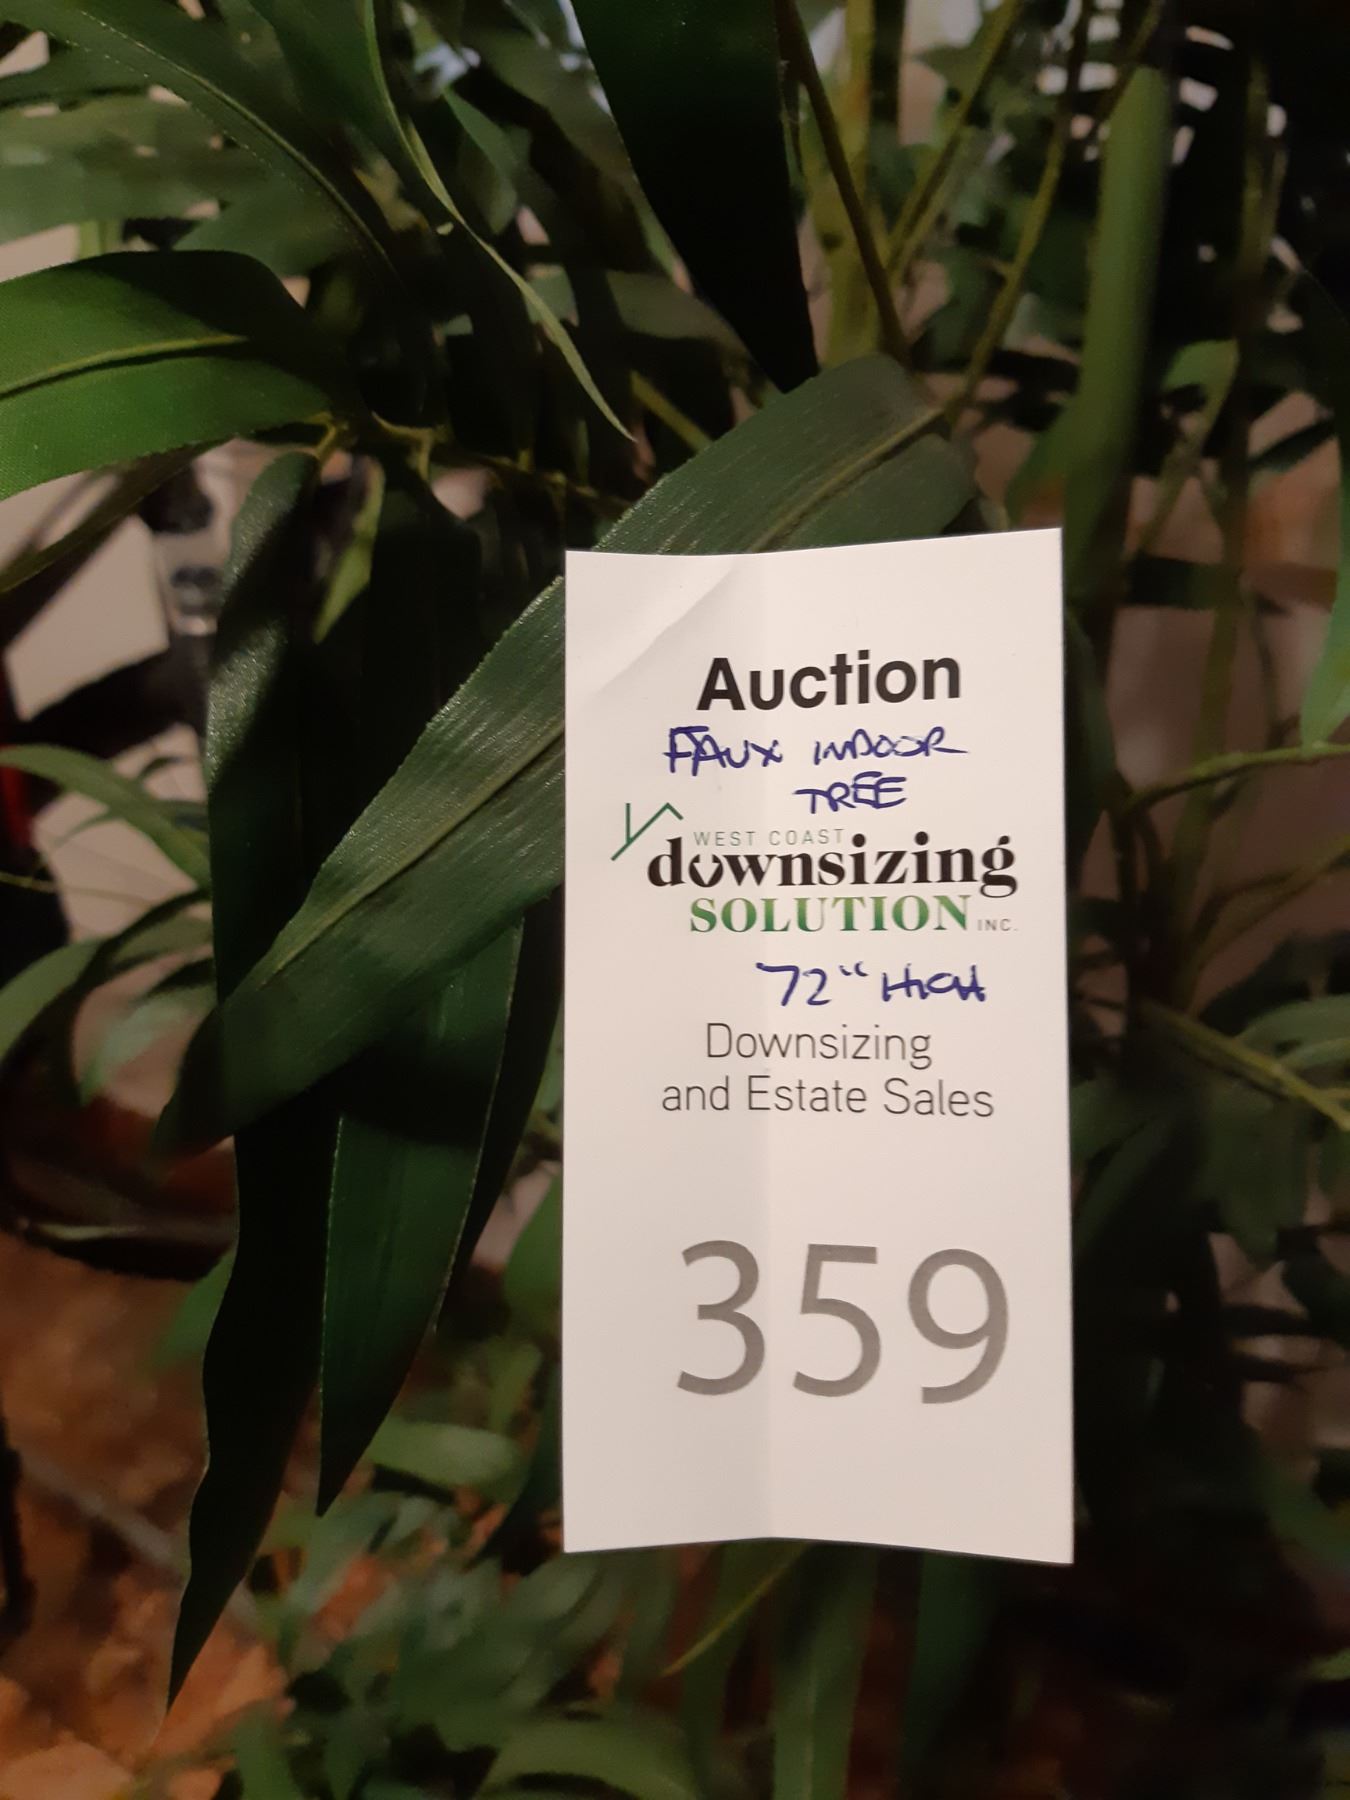 Auction
FAUX INDOOR
TREE
WEST COAST
downsizing
SOLUTION INC.
72" HIGH
Downsizing
and Estate Sales
359